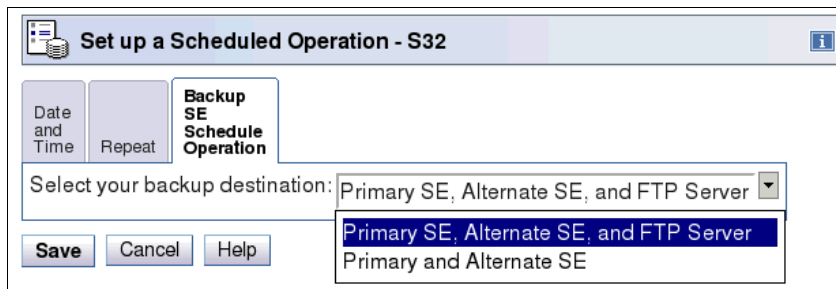 Set up a Scheduled Operation - S32
i
Date
and
Time
Repeat
Backup
SE
Schedule
Operation
Select your backup destination:
Primary SE, Alternate SE, and FTP Server
Primary SE, Alternate SE, and FTP Server
Primary and Alternate SE
Save
Cancel
Help